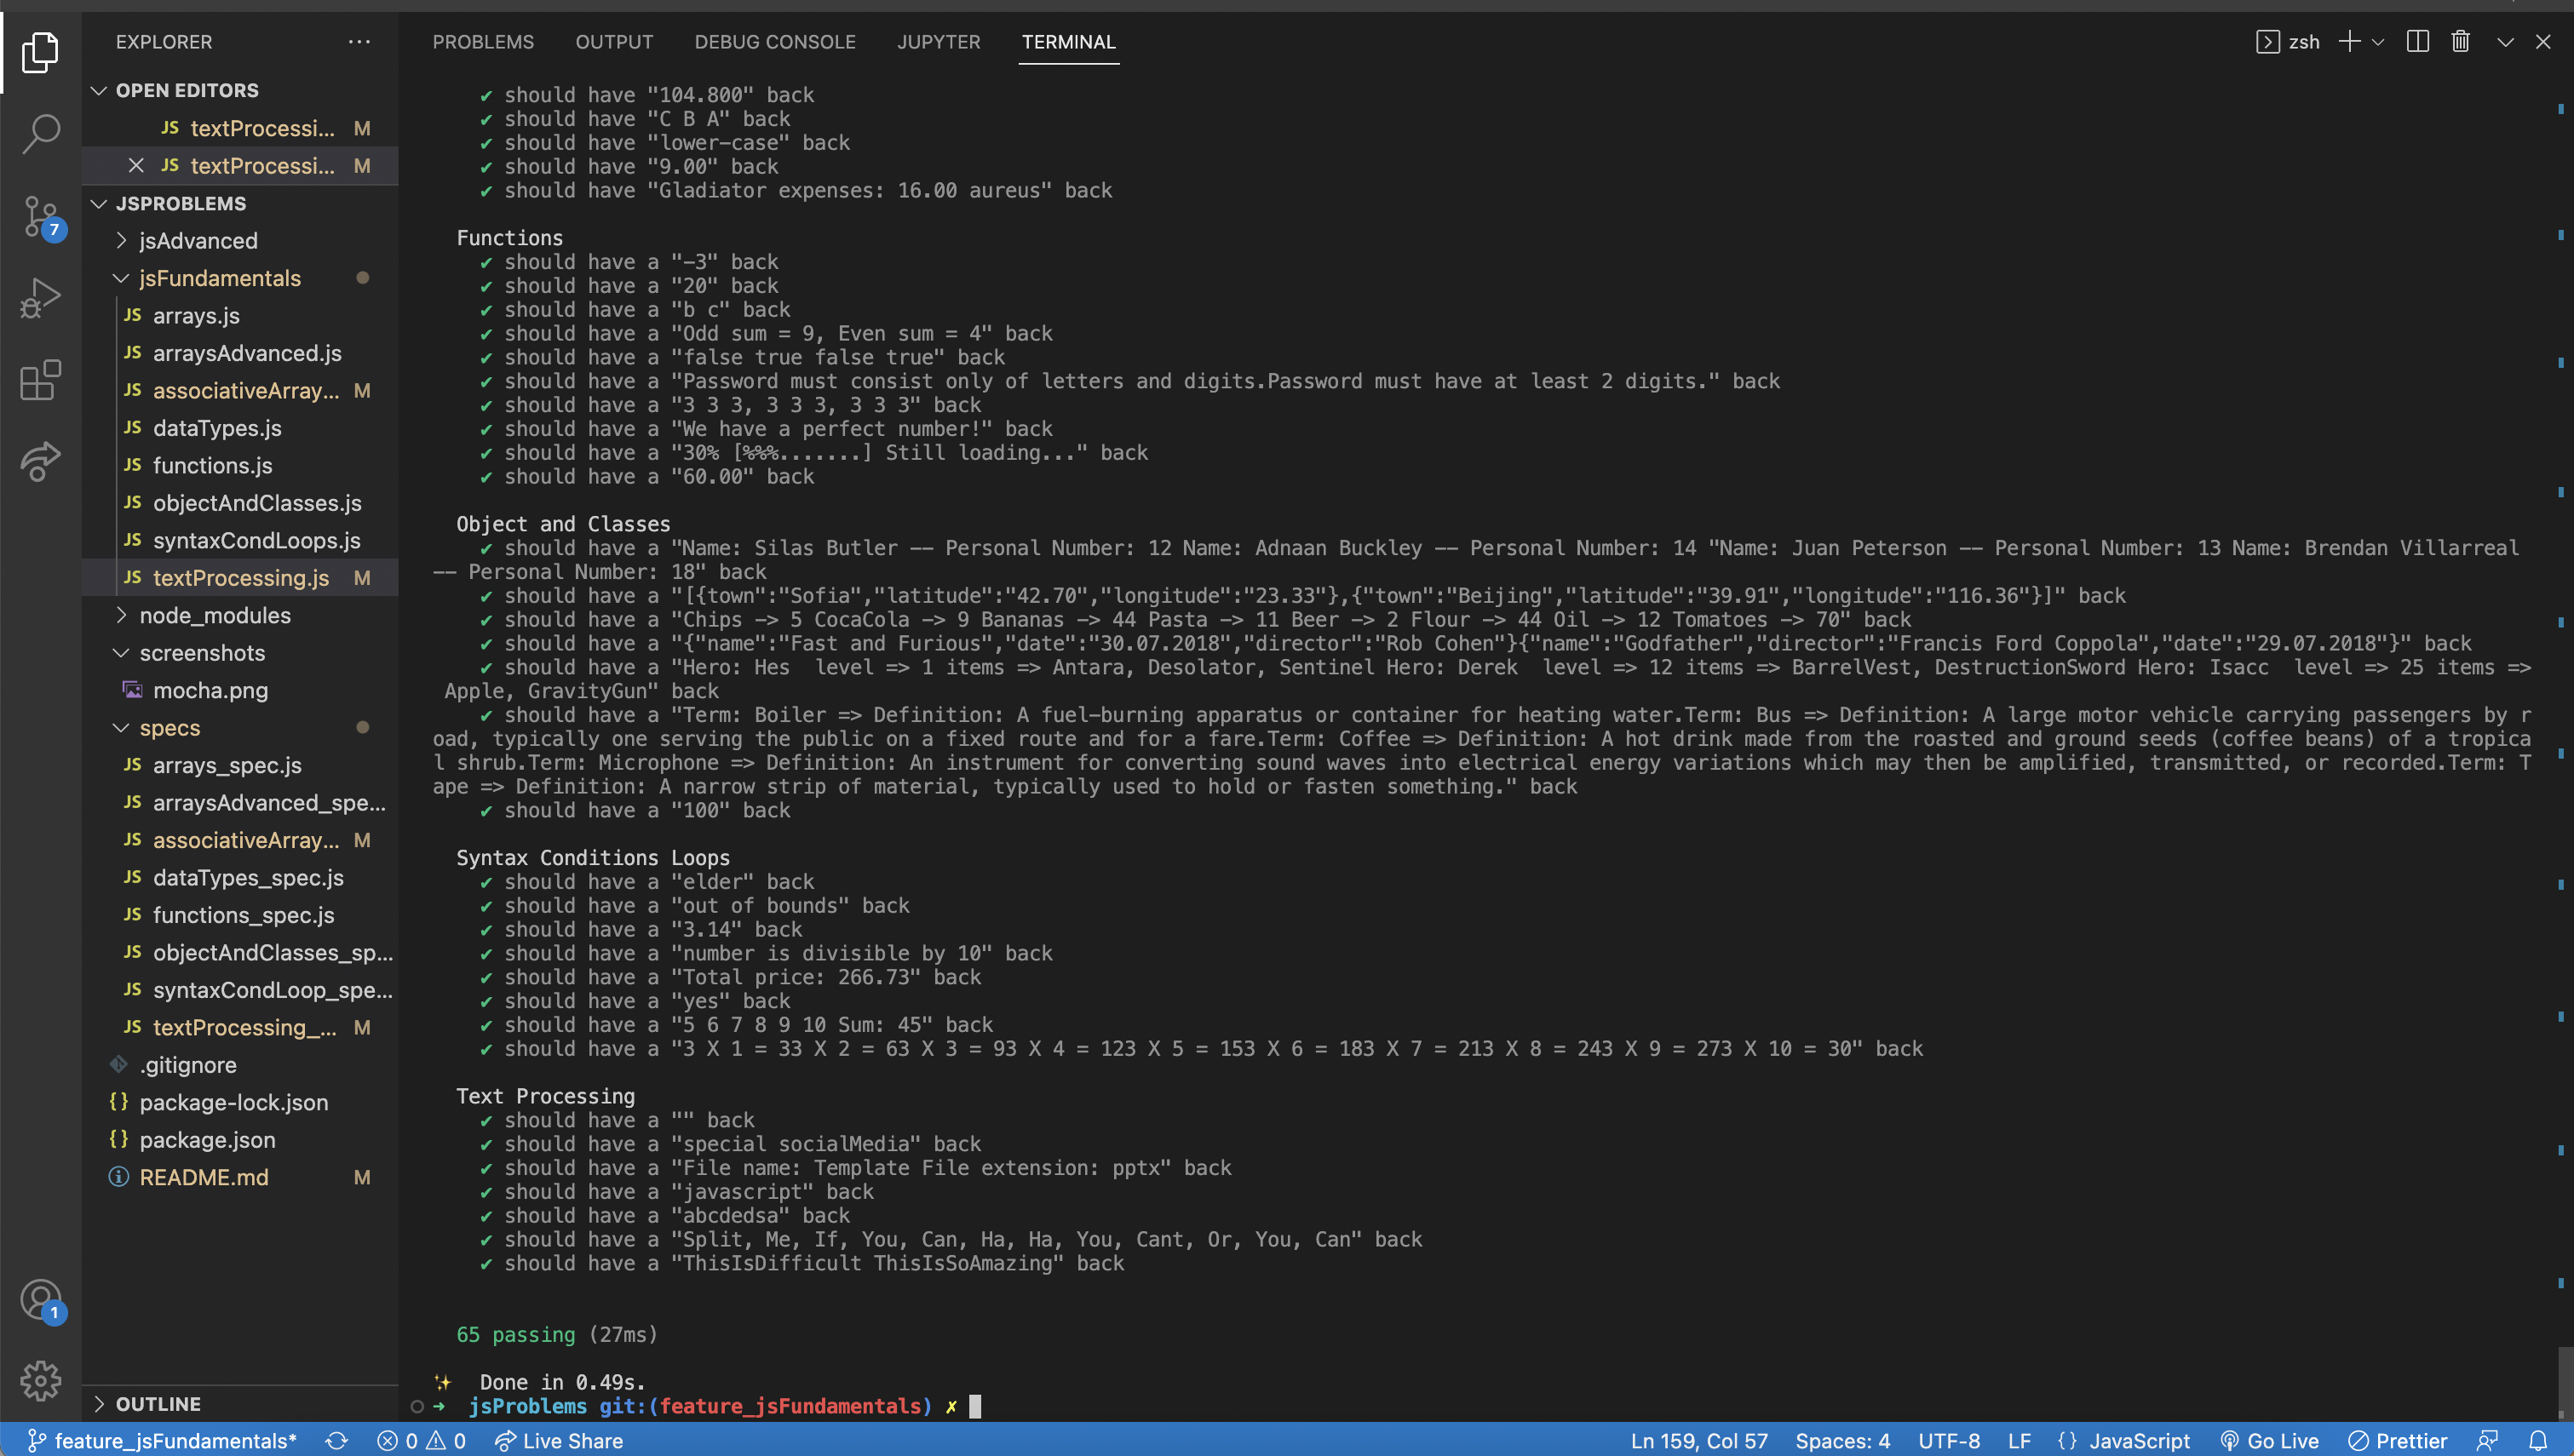 EXPLORER
OPEN EDITORS
JS textProcessi... M
JS textProcessi... M
JSPROBLEMS
jsAdvanced
jsFundamentals
JS arrays.js
JS arraysAdvanced.js
JS associativeArray... M
JS dataTypes.js
JS functions.js
JS objectAndClasses.js
JS syntaxCondLoops.js
JS textProcessing.js M
node_modules
screenshots
mocha.png
specs
JS arrays_spec.js
JS arraysAdvanced_spe...
JS associativeArray... M
JS dataTypes_spec.js
JS functions_spec.js
JS objectAndClasses_sp...
JS syntaxCondLoop_spe...
JS textProcessing_... M
.gitignore
{} package-lock.json
{} package.json
README.md M
OUTLINE
7
1
PROBLEMS OUTPUT DEBUG CONSOLE JUPYTER TERMINAL
zsh
✔ should have "104.800" back
✔ should have "C B A" back
✔ should have "lower-case" back
✔ should have "9.00" back
✔ should have "Gladiator expenses: 16.00 aureus" back
Functions
✔ should have a "-3" back
✔ should have a "20" back
✔ should have a "b c" back
✔ should have a "Odd sum = 9, Even sum = 4" back
✔ should have a "false true false true" back
✔ should have a "Password must consist only of letters and digits.Password must have at least 2 digits." back
✔ should have a "3 3 3, 3 3 3, 3 3 3" back
✔ should have a "We have a perfect number!" back
✔ should have a "30% [%%%.......] Still loading..." back
✔ should have a "60.00" back
Object and Classes
✔ should have a "Name: Silas Butler -- Personal Number: 12 Name: Adnaan Buckley -- Personal Number: 14 "Name: Juan Peterson -- Personal Number: 13 Name: Brendan Villarreal
-- Personal Number: 18" back
✔ should have a "[{town":"Sofia","latitude":"42.70","longitude":"23.33"},{"town":"Beijing","latitude":"39.91","longitude":"116.36"}]" back
✔ should have a "Chips -> 5 CocaCola -> 9 Bananas -> 44 Pasta -> 11 Beer -> 2 Flour -> 44 Oil -> 12 Tomatoes -> 70" back
✔ should have a "{"name":"Fast and Furious","date":"30.07.2018","director":"Rob Cohen"}{"name":"Godfather","director":"Francis Ford Coppola","date":"29.07.2018"}" back
✔ should have a "Hero: Hes  level => 1 items => Antara, Desolator, Sentinel Hero: Derek  level => 12 items => BarrelVest, DestructionSword Hero: Isacc  level => 25 items =>
Apple, GravityGun" back
✔ should have a "Term: Boiler => Definition: A fuel-burning apparatus or container for heating water.Term: Bus => Definition: A large motor vehicle carrying passengers by r
oad, typically one serving the public on a fixed route and for a fare.Term: Coffee => Definition: A hot drink made from the roasted and ground seeds (coffee beans) of a tropica
l shrub.Term: Microphone => Definition: An instrument for converting sound waves into electrical energy variations which may then be amplified, transmitted, or recorded.Term: T
ape => Definition: A narrow strip of material, typically used to hold or fasten something." back
✔ should have a "100" back
Syntax Conditions Loops
✔ should have a "elder" back
✔ should have a "out of bounds" back
✔ should have a "3.14" back
✔ should have a "number is divisible by 10" back
✔ should have a "Total price: 266.73" back
✔ should have a "yes" back
✔ should have a "5 6 7 8 9 10 Sum: 45" back
✔ should have a "3 X 1 = 33 X 2 = 63 X 3 = 93 X 4 = 123 X 5 = 153 X 6 = 183 X 7 = 213 X 8 = 243 X 9 = 273 X 10 = 30" back
Text Processing
✔ should have a "" back
✔ should have a "special socialMedia" back
✔ should have a "File name: Template File extension: pptx" back
✔ should have a "javascript" back
✔ should have a "abcdedsa" back
✔ should have a "Split, Me, If, You, Can, Ha, Ha, You, Cant, Or, You, Can" back
✔ should have a "ThisIsDifficult ThisIsSoAmazing" back
65 passing (27ms)
✨ Done in 0.49s.
➜ jsProblems git:(feature_jsFundamentals) ✗
feature_jsFundamentals* 0 0 Live Share Ln 159, Col 57 Spaces: 4 UTF-8 LF {} JavaScript Go Live Prettier